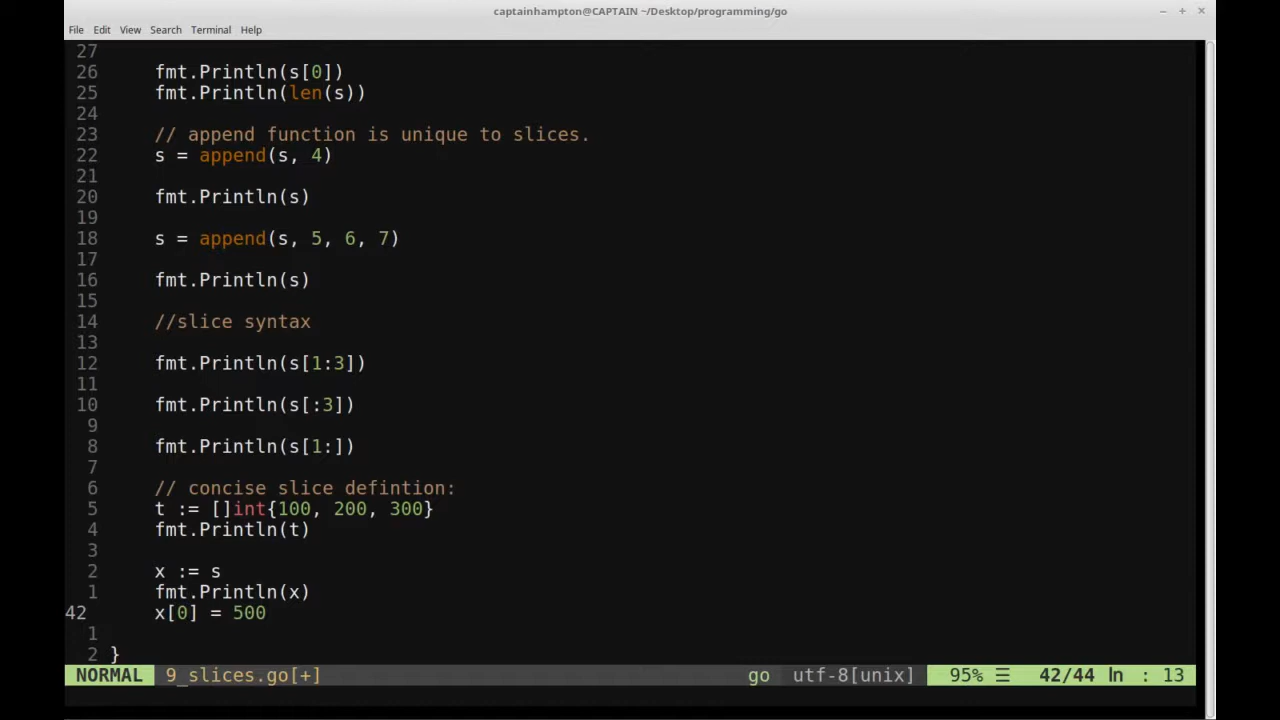 captainhampton@CAPTAIN ~/Desktop/programming/go
File Edit View Search Terminal Help
27
26 fmt.Println(s[0])
25 fmt.Println(len(s))
24
23 // append function is unique to slices.
22 s = append(s, 4)
21
20 fmt.Println(s)
19
18 s = append(s, 5, 6, 7)
17
16 fmt.Println(s)
15
14 //slice syntax
13
12 fmt.Println(s[1:3])
11
10 fmt.Println(s[:3])
9
8 fmt.Println(s[1:])
7
6 // concise slice defintion:
5 t := []int{100, 200, 300}
4 fmt.Println(t)
3
2 x := s
1 fmt.Println(x)
42 x[0] = 500
1
2 }
NORMAL 9_slices.go[+] go utf-8[unix] 95% ☰ 42/44 ln : 13